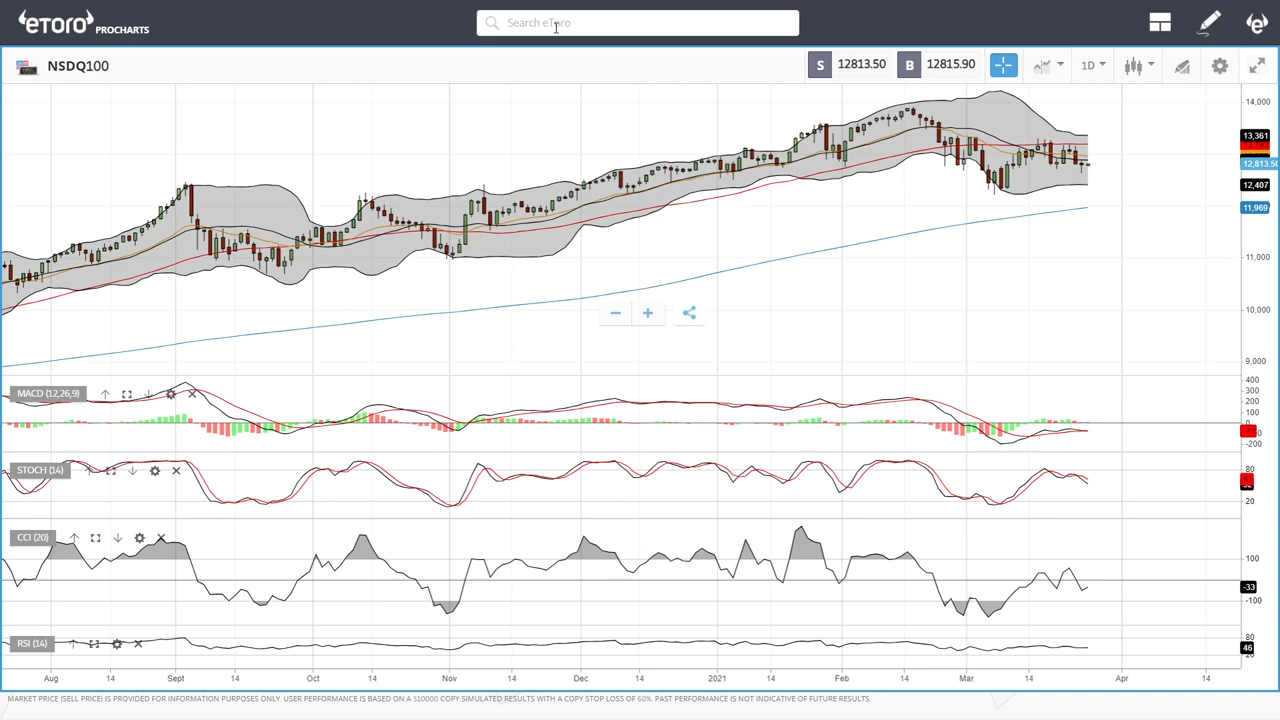 eToro PROCHARTS
Search eToro
NSDQ100
S 12813.50 B 12815.90 1D
14,000
13,361
12,813.50
12,407
11,969
11,000
10,000
9,000
MACD (12,26,9)
400
300
200
100
0
-200
STOCH (14)
80
20
CCI (20)
100
-33
-100
RSI (14)
80
46
Aug 14 Sept 14 Oct 14 Nov 14 Dec 14 2021 14 Feb 14 Mar 14 Apr 14
MARKET PRICE (SELL PRICE) IS PROVIDED FOR INFORMATION PURPOSES ONLY. USER PERFORMANCE IS BASED ON A $10000 COPY SIMULATED RESULTS WITH A COPY STOP LOSS OF 60%. PAST PERFORMANCE IS NOT INDICATIVE OF FUTURE RESULTS.